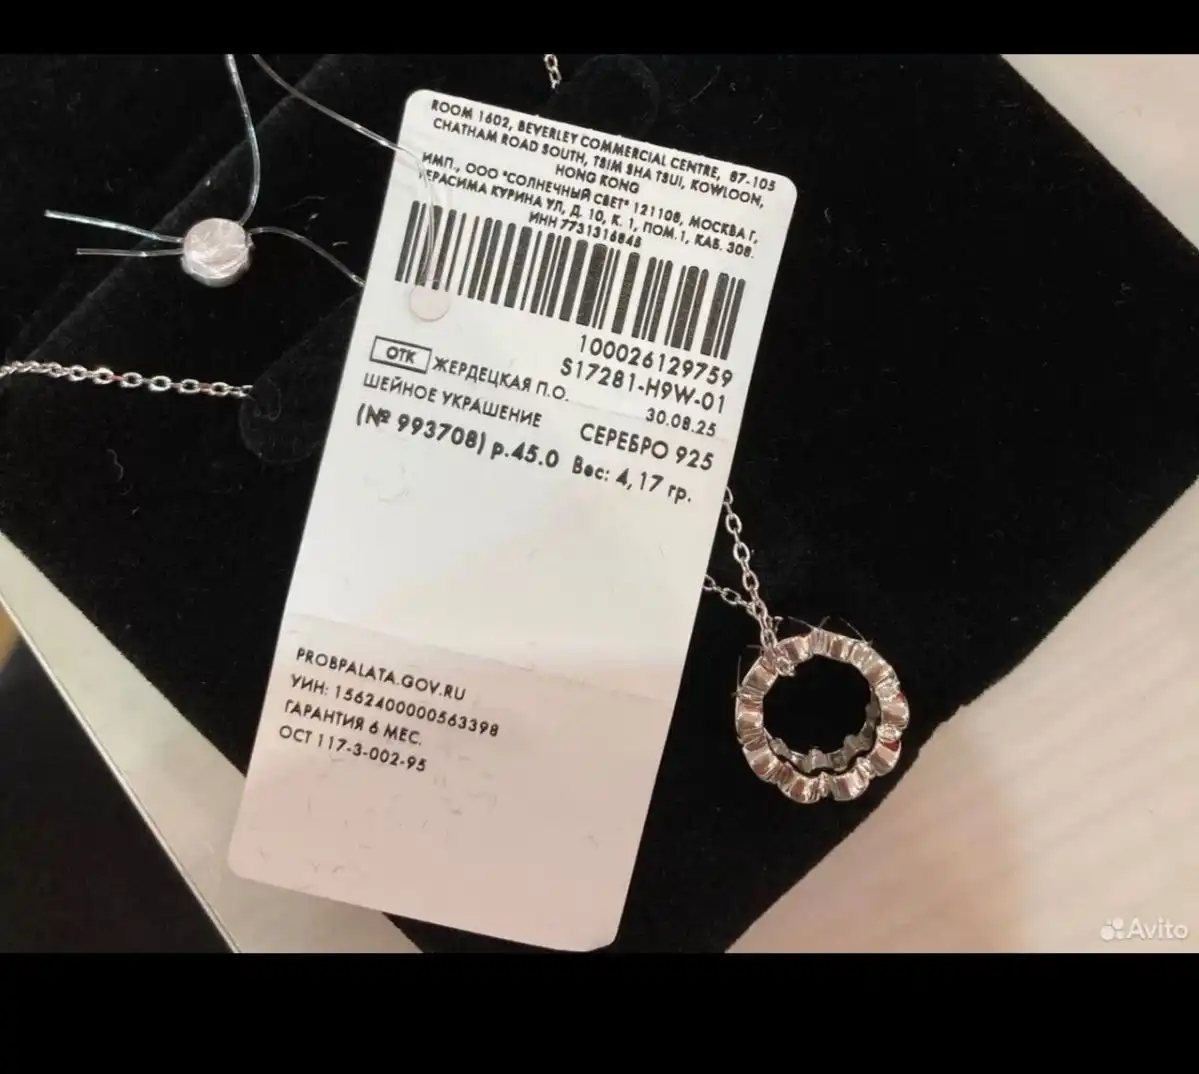 ROOM 1602, BEVERLEY COMMERCIAL CENTRE, 87-105
CHATHAM ROAD SOUTH, TSIM SHA TSUI, KOWLOON,
HONG KONG
ИМП., ООО "СОЛНЕЧНЫЙ СВЕТ" 121108, МОСКВА Г,
ГЕРАСИМА КУРИНА УЛ, Д. 10, К. 1, ПОМ.1, КАБ. 308.
ИНН 7731316845
100026129759
S17281-H9W-01
ОТК ЖЕРДЕЦКАЯ П.О. 30.08.25
ШЕЙНОЕ УКРАШЕНИЕ СЕРЕБРО 925
(№ 993708) р.45.0 Вес: 4,17 гр.
PROBPALATA.GOV.RU
УИН: 1562400000563398
ГАРАНТИЯ 6 МЕС.
ОСТ 117-3-002-95
Avito